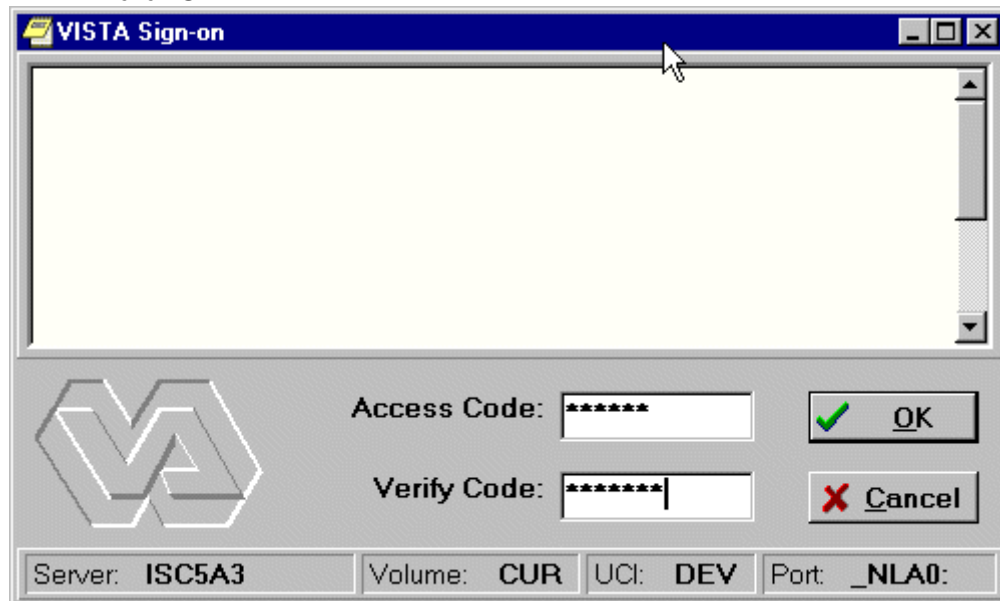 VISTA Sign-on
Access Code: ******
OK
Verify Code: *******
Cancel
Server: ISC5A3 Volume: CUR UCI: DEV Port: _NLA0: